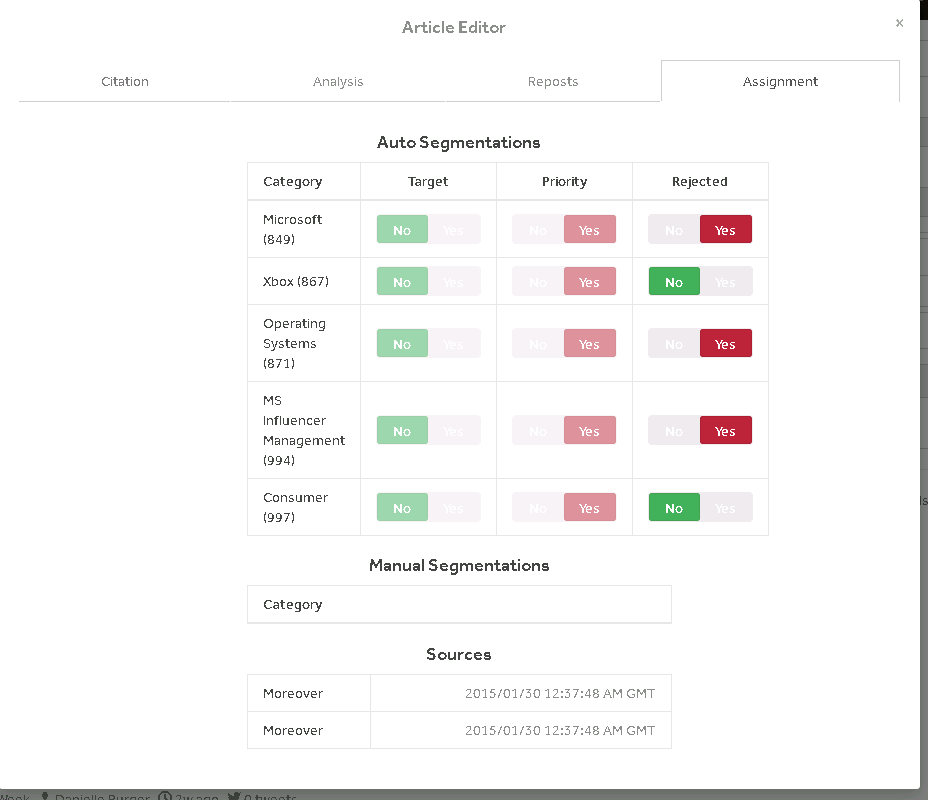 Article Editor
×
Citation Analysis Reposts Assignment
Auto Segmentations
Category Target Priority Rejected
Microsoft
(849)
No Yes No Yes No Yes
Xbox (867) No Yes No Yes No Yes
Operating
Systems
(871)
No Yes No Yes No Yes
MS
Influencer
Management
(994)
No Yes No Yes No Yes
Consumer
(997)
No Yes No Yes No Yes
Manual Segmentations
Category
Sources
Moreover 2015/01/30 12:37:48 AM GMT
Moreover 2015/01/30 12:37:48 AM GMT
Week Danielle Burger 2w ago 0 tweets